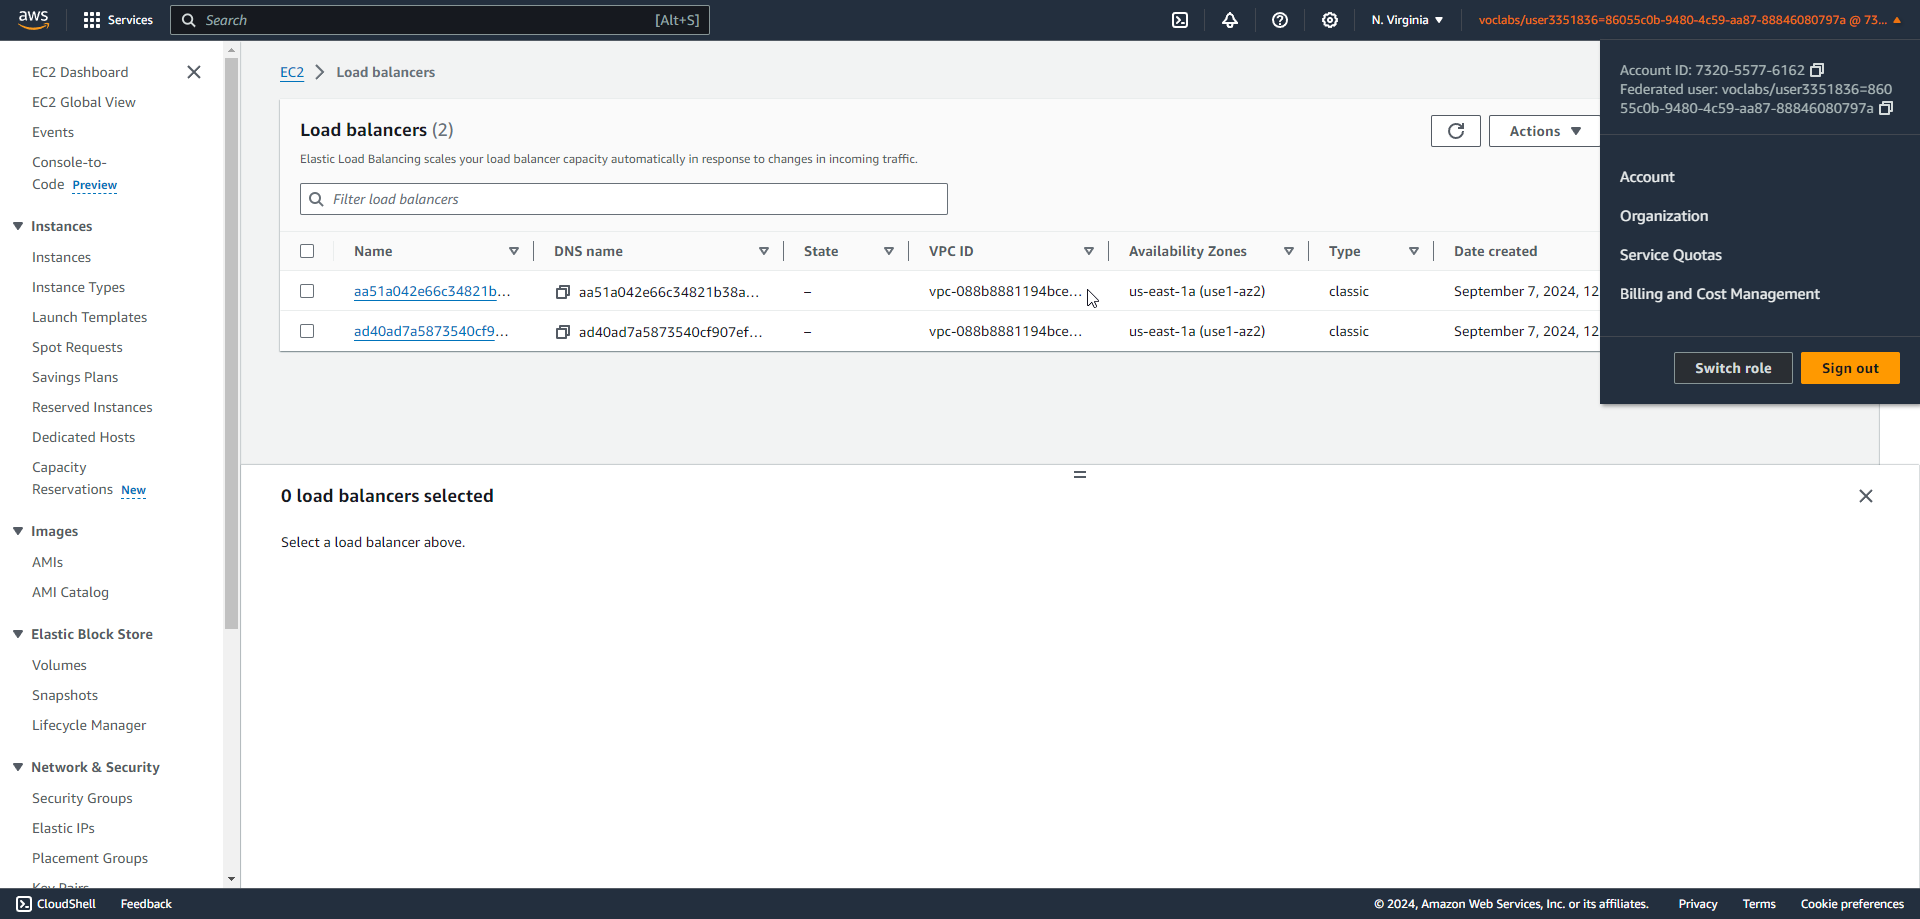 aws
Services
Search
[Alt+S]
N. Virginia
voclabs/user3351836=86055c0b-9480-4c59-aa87-88846080797a @ 73...
Account ID: 7320-5577-6162
Federated user: voclabs/user3351836=860
55c0b-9480-4c59-aa87-88846080797a
Account
Organization
Service Quotas
Billing and Cost Management
Switch role
Sign out
EC2 Dashboard
EC2 Global View
Events
Console-to-
Code Preview
Instances
Instances
Instance Types
Launch Templates
Spot Requests
Savings Plans
Reserved Instances
Dedicated Hosts
Capacity
Reservations New
Images
AMIs
AMI Catalog
Elastic Block Store
Volumes
Snapshots
Lifecycle Manager
Network & Security
Security Groups
Elastic IPs
Placement Groups
Key Pairs
EC2 > Load balancers
Load balancers (2)
Actions
Elastic Load Balancing scales your load balancer capacity automatically in response to changes in incoming traffic.
Filter load balancers
Name DNS name State VPC ID Availability Zones Type Date created
aa51a042e66c34821b... aa51a042e66c34821b38a... – vpc-088b8881194bce... us-east-1a (use1-az2) classic September 7, 2024, 12
ad40ad7a5873540cf9... ad40ad7a5873540cf907ef... – vpc-088b8881194bce... us-east-1a (use1-az2) classic September 7, 2024, 12
0 load balancers selected
Select a load balancer above.
CloudShell
Feedback
© 2024, Amazon Web Services, Inc. or its affiliates.
Privacy
Terms
Cookie preferences